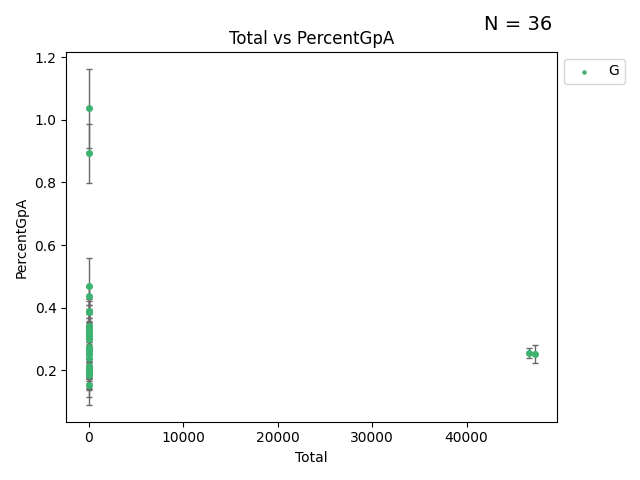 N = 36
Total vs PercentGpA
G
PercentGpA
1.2
1.0
0.8
0.6
0.4
0.2
0 10000 20000 30000 40000
Total